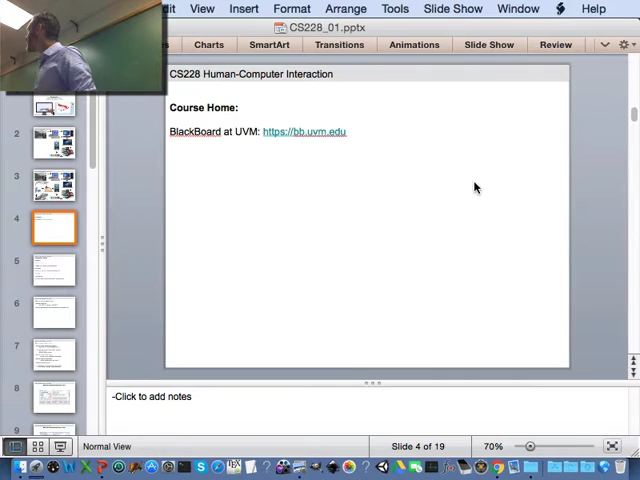 View Insert Format Arrange Tools Slide Show Window Help
CS228_01.pptx
Charts SmartArt Transitions Animations Slide Show Review
CS228 Human-Computer Interaction
Course Home:
BlackBoard at UVM: https://bb.uvm.edu
2
3
4
5
6
7
8
9
-Click to add notes
Normal View
Slide 4 of 19
70%